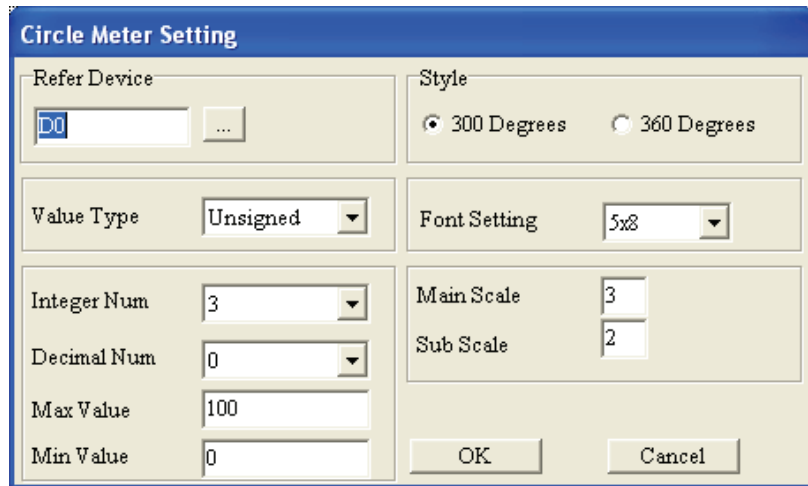 Circle Meter Setting
Refer Device
D0
...
Style
300 Degrees
360 Degrees
Value Type
Unsigned
Font Setting
5x8
Integer Num
3
Decimal Num
0
Max Value
100
Min Value
0
Main Scale
3
Sub Scale
2
OK
Cancel